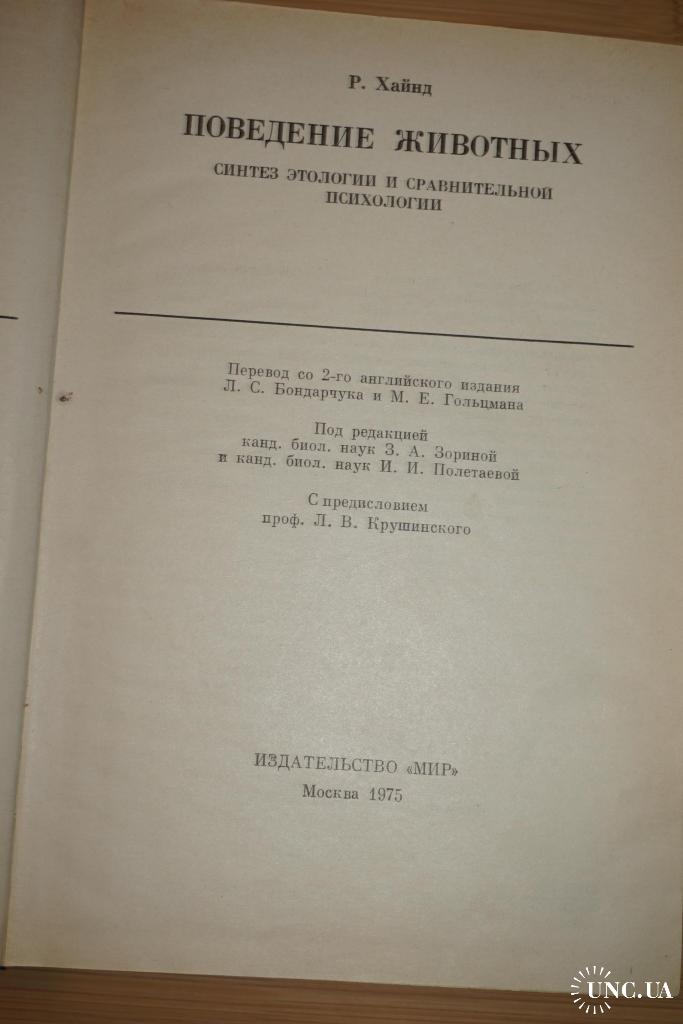 Р. Хайнд
ПОВЕДЕНИЕ ЖИВОТНЫХ
СИНТЕЗ ЭТОЛОГИИ И СРАВНИТЕЛЬНОЙ
ПСИХОЛОГИИ
Перевод со 2-го английского издания
Л. С. Бондарчука и М. Е. Гольцмана
Под редакцией
канд. биол. наук З. А. Зориной
и канд. биол. наук И. И. Полетаевой
С предисловием
проф. Л. В. Крушинского
ИЗДАТЕЛЬСТВО «МИР»
Москва 1975
UNC.UA